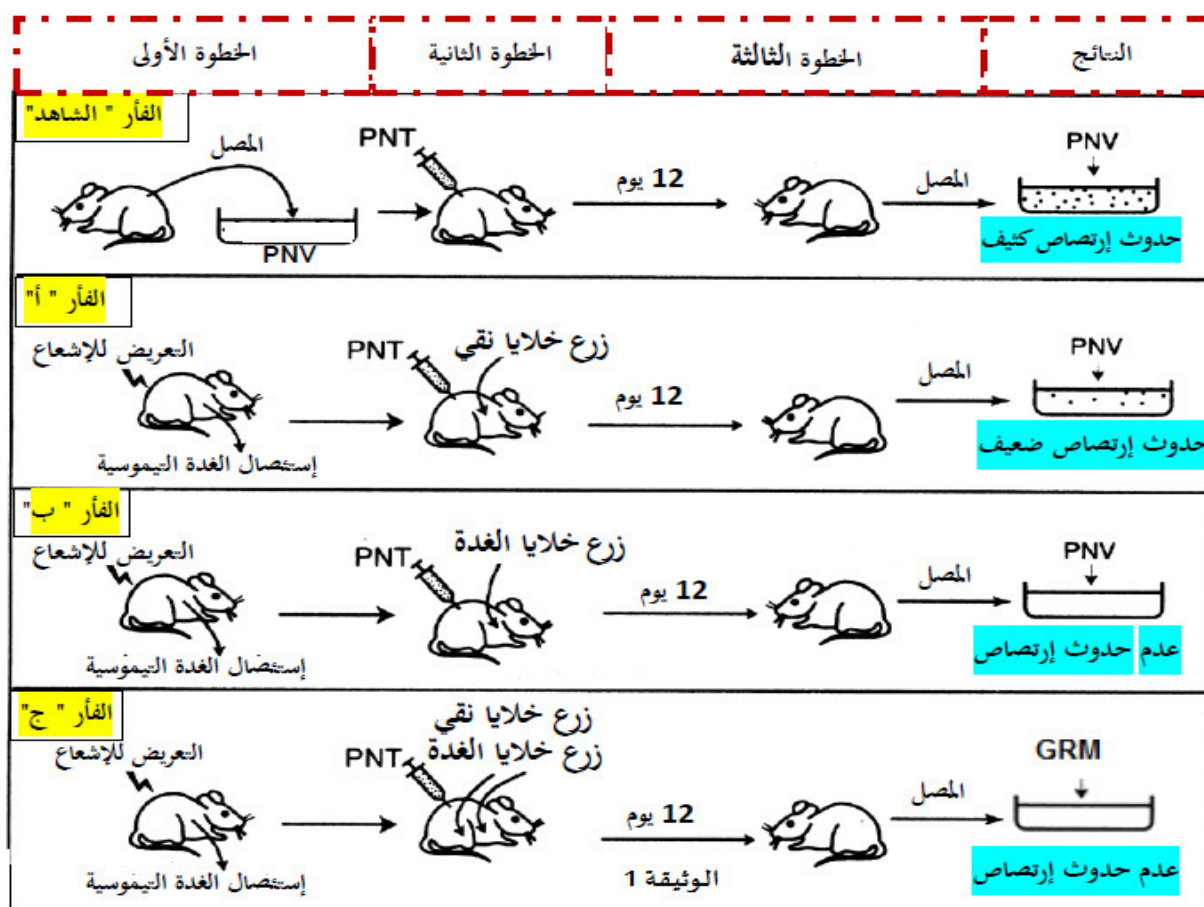 الخطوة الأولى
الخطوة الثانية
الخطوة الثالثة
النتائج
الفأر " الشاهد"
المصل
PNV
PNT
12 يوم
المصل
PNV
حدوث إرتصاص كثيف
الفأر " أ"
التعريض للإشعاع
إستئصال الغدة التيموسية
PNT
زرع خلايا نقي
12 يوم
المصل
PNV
حدوث إرتصاص ضعيف
الفأر " ب"
التعريض للإشعاع
إستئصال الغدة التيموسية
PNT
زرع خلايا الغدة
12 يوم
المصل
PNV
عدم حدوث إرتصاص
الفأر " ج"
التعريض للإشعاع
إستئصال الغدة التيموسية
زرع خلايا نقي
زرع خلايا الغدة
PNT
12 يوم
المصل
GRM
عدم حدوث إرتصاص
الوثيقة 1